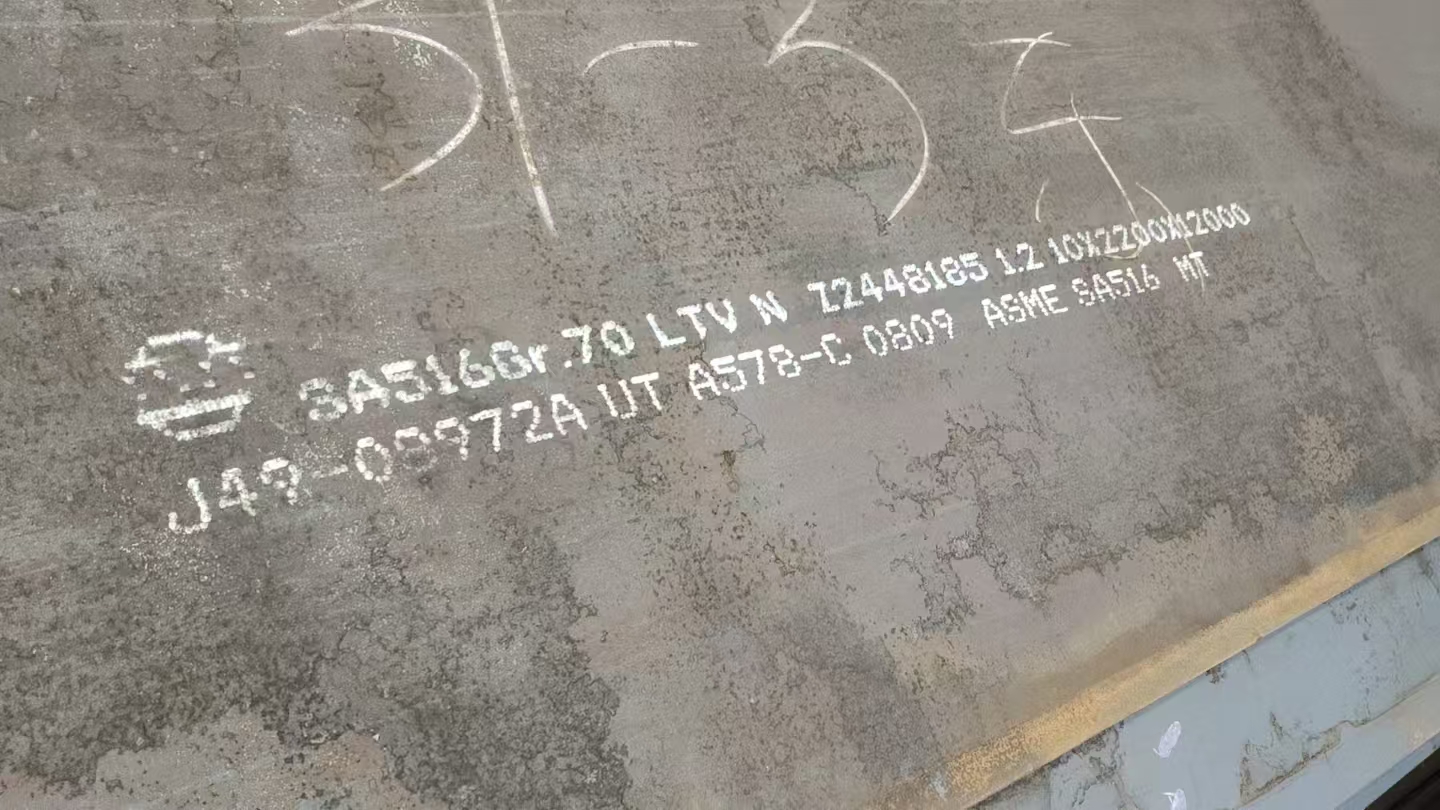 SA516Gr.70 LTV N Z2448185 1.2 10X2200X12000
J49-09972A UT A578-C 0809 ASME SA516 MT